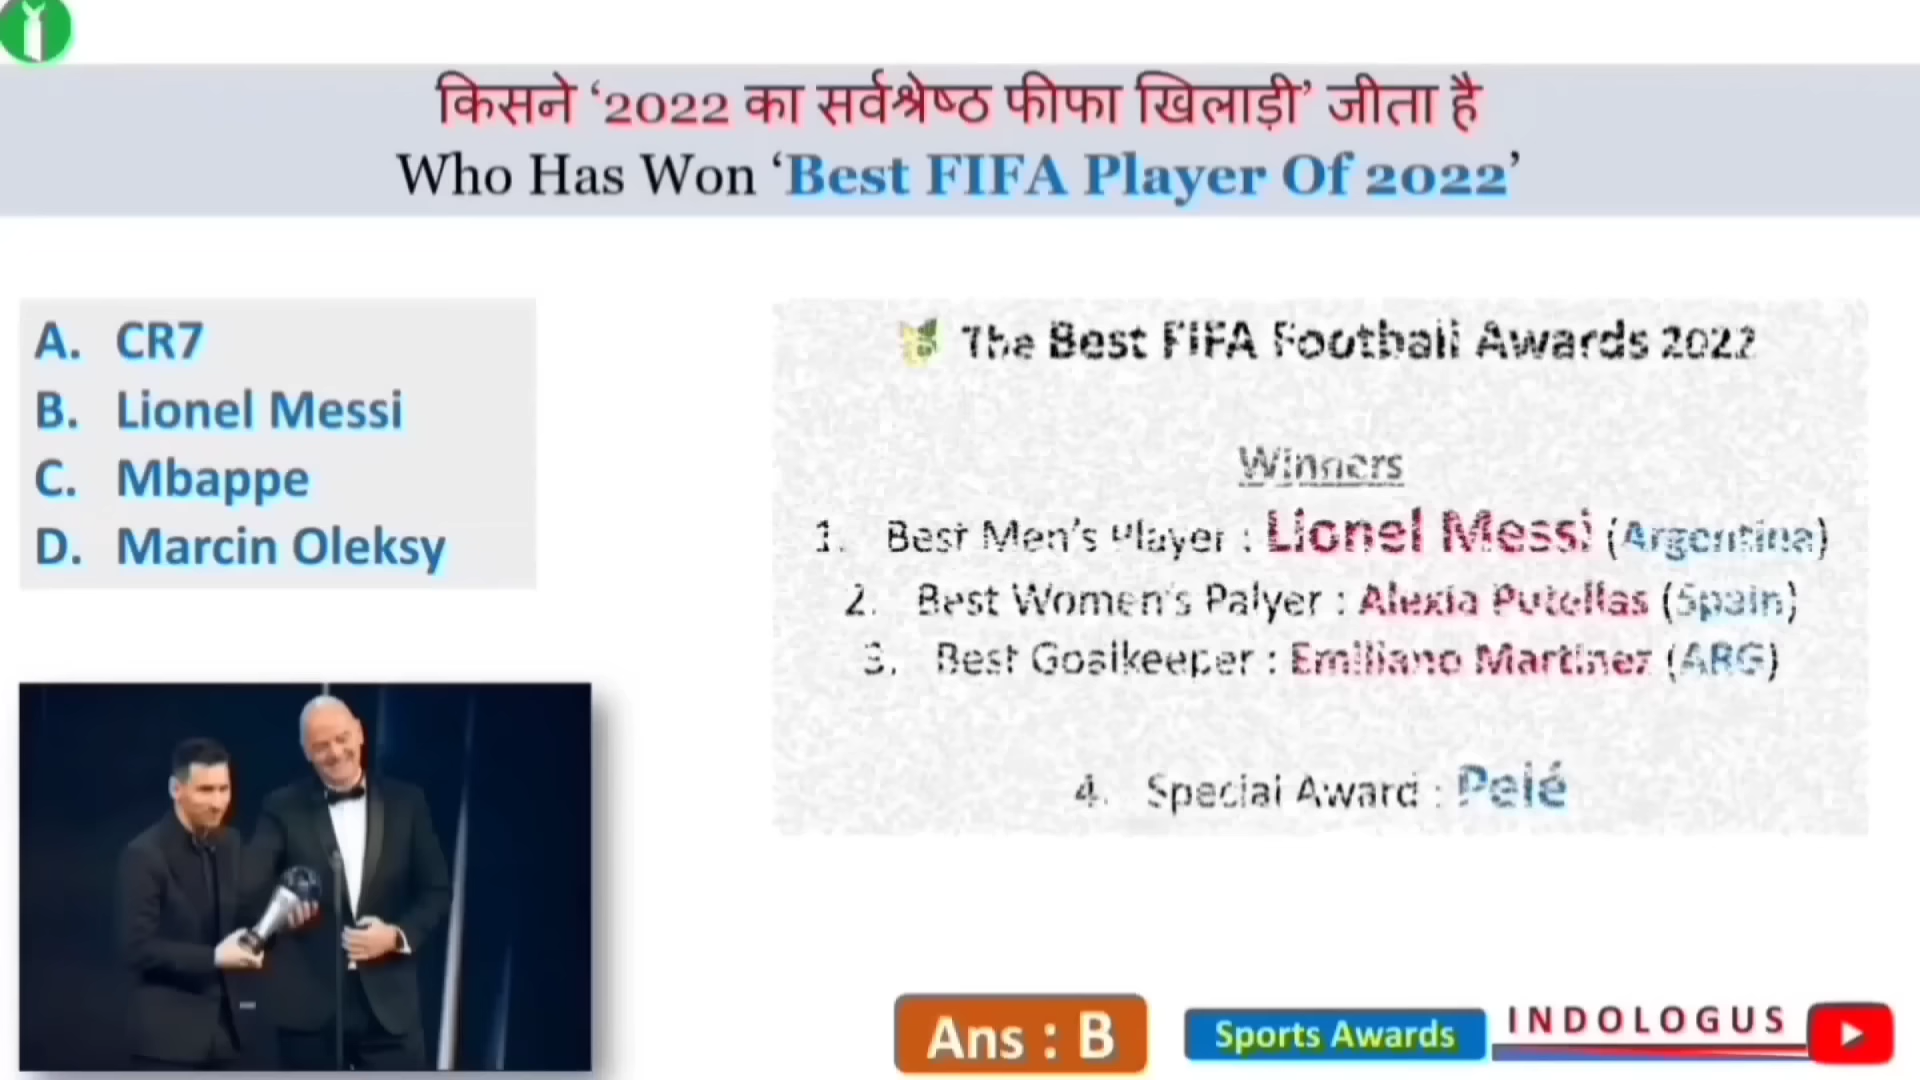 किसने ‘2022 का सर्वश्रेष्ठ फीफा खिलाड़ी’ जीता है
Who Has Won ‘Best FIFA Player Of 2022’
A. CR7
B. Lionel Messi
C. Mbappe
D. Marcin Oleksy
The Best FIFA Football Awards 2022
Winners
1. Best Men’s Player : Lionel Messi (Argentina)
2. Best Women's Palyer : Alexia Putellas (Spain)
3. Best Goalkeeper : Emiliano Martinez (ARG)
4. Special Award : Pelé
Ans : B
Sports Awards
INDOLOGUS